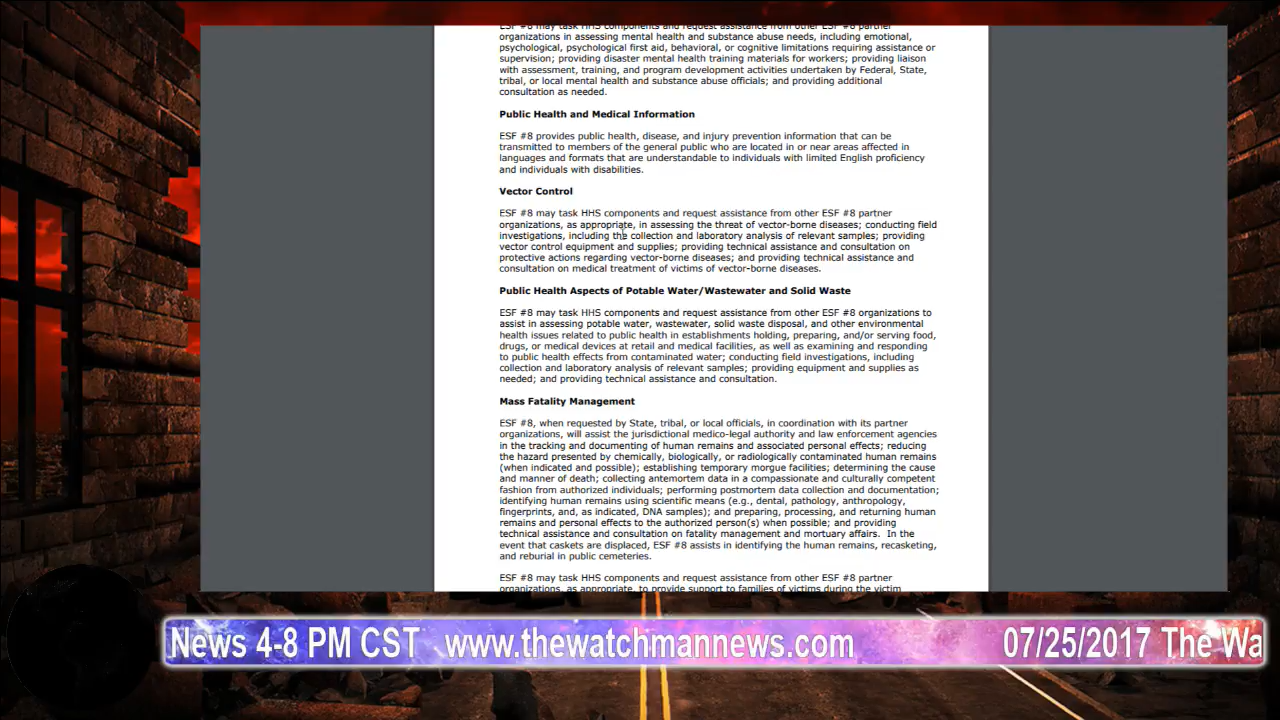 ESF #8 may task HHS components and request assistance from other ESF #8 partner
organizations in assessing mental health and substance abuse needs, including emotional,
psychological, psychological first aid, behavioral, or cognitive limitations requiring assistance or
supervision; providing disaster mental health training materials for workers; providing liaison
with assessment, training, and program development activities undertaken by Federal, State,
tribal, or local mental health and substance abuse officials; and providing additional
consultation as needed.
Public Health and Medical Information
ESF #8 provides public health, disease, and injury prevention information that can be
transmitted to members of the general public who are located in or near areas affected in
languages and formats that are understandable to individuals with limited English proficiency
and individuals with disabilities.
Vector Control
ESF #8 may task HHS components and request assistance from other ESF #8 partner
organizations, as appropriate, in assessing the threat of vector-borne diseases; conducting field
investigations, including the collection and laboratory analysis of relevant samples; providing
vector control equipment and supplies; providing technical assistance and consultation on
protective actions regarding vector-borne diseases; and providing technical assistance and
consultation on medical treatment of victims of vector-borne diseases.
Public Health Aspects of Potable Water/Wastewater and Solid Waste
ESF #8 may task HHS components and request assistance from other ESF #8 organizations to
assist in assessing potable water, wastewater, solid waste disposal, and other environmental
health issues related to public health in establishments holding, preparing, and/or serving food,
drugs, or medical devices at retail and medical facilities, as well as examining and responding
to public health effects from contaminated water; conducting field investigations, including
collection and laboratory analysis of relevant samples; providing equipment and supplies as
needed; and providing technical assistance and consultation.
Mass Fatality Management
ESF #8, when requested by State, tribal, or local officials, in coordination with its partner
organizations, will assist the jurisdictional medico-legal authority and law enforcement agencies
in the tracking and documenting of human remains and associated personal effects; reducing
the hazard presented by chemically, biologically, or radiologically contaminated human remains
(when indicated and possible); establishing temporary morgue facilities; determining the cause
and manner of death; collecting antemortem data in a compassionate and culturally competent
fashion from authorized individuals; performing postmortem data collection and documentation;
identifying human remains using scientific means (e.g., dental, pathology, anthropology,
fingerprints, and, as indicated, DNA samples); and preparing, processing, and returning human
remains and personal effects to the authorized person(s) when possible; and providing
technical assistance and consultation on fatality management and mortuary affairs. In the
event that caskets are displaced, ESF #8 assists in identifying the human remains, recasketing,
and reburial in public cemeteries.
ESF #8 may task HHS components and request assistance from other ESF #8 partner
organizations, as appropriate, to provide support to families of victims during the victim
News 4-8 PM CST www.thewatchmannews.com 07/25/2017 The Wa